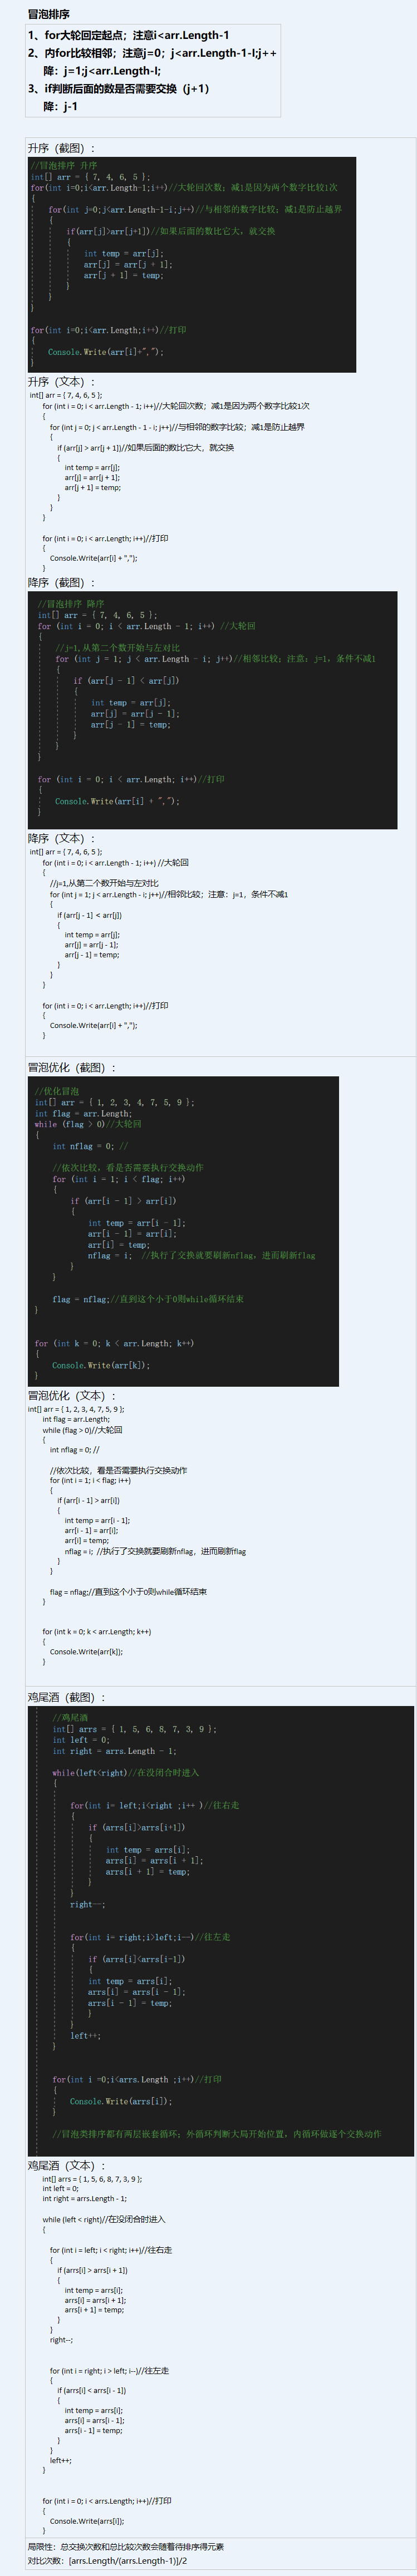 冒泡排序
1、for大轮回定起点；注意i<arr.Length-1
2、内for比较相邻；注意j=0；j<arr.Length-1-I;j++
降：j=1;j<arr.Length-I;
3、if判断后面的数是否需要交换（j+1）
降：j-1
升序（截图）：
//冒泡排序 升序
int[] arr = { 7, 4, 6, 5 };
for(int i=0;i<arr.Length-1;i++)//大轮回次数；减1是因为两个数字比较1次
{
for(int j=0;j<arr.Length-1-i;j++)//与相邻的数字比较；减1是防止越界
{
if(arr[j]>arr[j+1])//如果后面的数比它大，就交换
{
int temp = arr[j];
arr[j] = arr[j + 1];
arr[j + 1] = temp;
}
}
}
for(int i=0;i<arr.Length;i++)//打印
{
Console.Write(arr[i]+",");
}
升序（文本）：
int[] arr = { 7, 4, 6, 5 };
for (int i = 0; i < arr.Length - 1; i++)//大轮回次数；减1是因为两个数字比较1次
{
for (int j = 0; j < arr.Length - 1 - i; j++)//与相邻的数字比较；减1是防止越界
{
if (arr[j] > arr[j + 1])//如果后面的数比它大，就交换
{
int temp = arr[j];
arr[j] = arr[j + 1];
arr[j + 1] = temp;
}
}
}
for (int i = 0; i < arr.Length; i++)//打印
{
Console.Write(arr[i] + ",");
}
降序（截图）：
//冒泡排序 降序
int[] arr = { 7, 4, 6, 5 };
for (int i = 0; i < arr.Length - 1; i++) //大轮回
{
//j=1,从第二个数开始与左对比
for (int j = 1; j < arr.Length - i; j++)//相邻比较；注意：j=1，条件不减1
{
if (arr[j - 1] < arr[j])
{
int temp = arr[j];
arr[j] = arr[j - 1];
arr[j - 1] = temp;
}
}
}
for (int i = 0; i < arr.Length; i++)//打印
{
Console.Write(arr[i] + ",");
}
降序（文本）：
int[] arr = { 7, 4, 6, 5 };
for (int i = 0; i < arr.Length - 1; i++) //大轮回
{
//j=1,从第二个数开始与左对比
for (int j = 1; j < arr.Length - i; j++)//相邻比较；注意：j=1，条件不减1
{
if (arr[j - 1] < arr[j])
{
int temp = arr[j];
arr[j] = arr[j - 1];
arr[j - 1] = temp;
}
}
}
for (int i = 0; i < arr.Length; i++)//打印
{
Console.Write(arr[i] + ",");
}
冒泡优化（截图）：
//优化冒泡
int[] arr = { 1, 2, 3, 4, 7, 5, 9 };
int flag = arr.Length;
while (flag > 0)//大轮回
{
int nflag = 0; //
//依次比较，看是否需要执行交换动作
for (int i = 1; i < flag; i++)
{
if (arr[i - 1] > arr[i])
{
int temp = arr[i - 1];
arr[i - 1] = arr[i];
arr[i] = temp;
nflag = i; //执行了交换就要刷新nflag，进而刷新flag
}
}
flag = nflag;//直到这个小于0则while循环结束
}
for (int k = 0; k < arr.Length; k++)
{
Console.Write(arr[k]);
}
冒泡优化（文本）：
int[] arr = { 1, 2, 3, 4, 7, 5, 9 };
int flag = arr.Length;
while (flag > 0)//大轮回
{
int nflag = 0; //
//依次比较，看是否需要执行交换动作
for (int i = 1; i < flag; i++)
{
if (arr[i - 1] > arr[i])
{
int temp = arr[i - 1];
arr[i - 1] = arr[i];
arr[i] = temp;
nflag = i; //执行了交换就要刷新nflag，进而刷新flag
}
}
flag = nflag;//直到这个小于0则while循环结束
}
for (int k = 0; k < arr.Length; k++)
{
Console.Write(arr[k]);
}
鸡尾酒（截图）：
//鸡尾酒
int[] arrs = { 1, 5, 6, 8, 7, 3, 9 };
int left = 0;
int right = arrs.Length - 1;
while(left<right)//在没闭合时进入
{
for(int i= left;i<right ;i++ )//往右走
{
if (arrs[i]>arrs[i+1])
{
int temp = arrs[i];
arrs[i] = arrs[i + 1];
arrs[i + 1] = temp;
}
}
right--;
for(int i= right;i>left;i--)//往左走
{
if (arrs[i]<arrs[i-1])
{
int temp = arrs[i];
arrs[i] = arrs[i - 1];
arrs[i - 1] = temp;
}
}
left++;
}
for(int i =0;i<arrs.Length ;i++)//打印
{
Console.Write(arrs[i]);
}
//冒泡类排序都有两层嵌套循环；外循环判断大局开始位置，内循环做逐个交换动作
鸡尾酒（文本）：
int[] arrs = { 1, 5, 6, 8, 7, 3, 9 };
int left = 0;
int right = arrs.Length - 1;
while (left < right)//在没闭合时进入
{
for (int i = left; i < right; i++)//往右走
{
if (arrs[i] > arrs[i + 1])
{
int temp = arrs[i];
arrs[i] = arrs[i + 1];
arrs[i + 1] = temp;
}
}
right--;
for (int i = right; i > left; i--)//往左走
{
if (arrs[i] < arrs[i - 1])
{
int temp = arrs[i];
arrs[i] = arrs[i - 1];
arrs[i - 1] = temp;
}
}
left++;
}
for (int i = 0; i < arrs.Length; i++)//打印
{
Console.Write(arrs[i]);
}
局限性：总交换次数和总比较次数会随着待排序得元素
对比次数：[arrs.Length/(arrs.Length-1)]/2